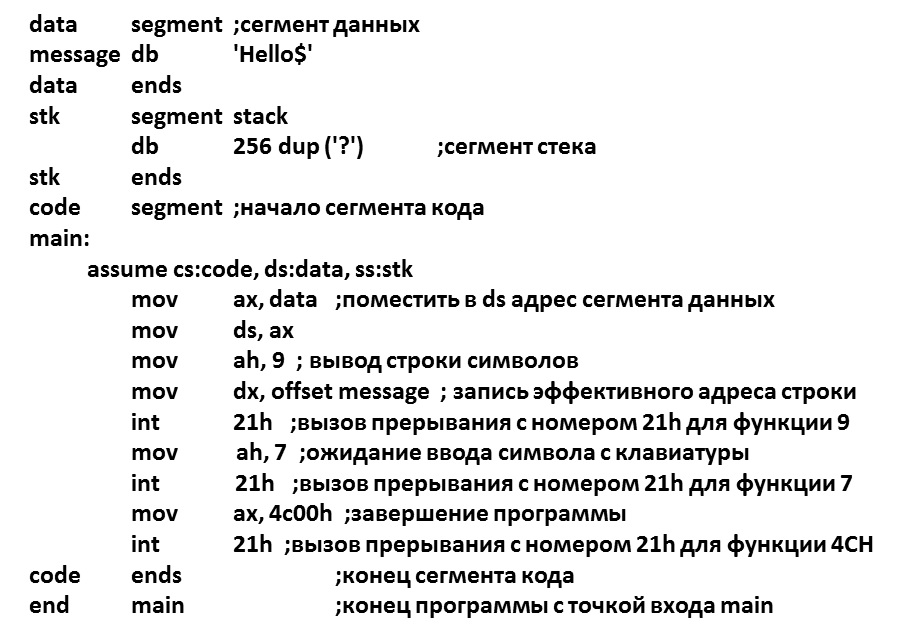 data segment ;сегмент данных
message db 'Hello$'
data ends
stk segment stack
db 256 dup ('?') ;сегмент стека
stk ends
code segment ;начало сегмента кода
main:
assume cs:code, ds:data, ss:stk
mov ax, data ;поместить в ds адрес сегмента данных
mov ds, ax
mov ah, 9 ; вывод строки символов
mov dx, offset message ; запись эффективного адреса строки
int 21h ;вызов прерывания с номером 21h для функции 9
mov ah, 7 ;ожидание ввода символа с клавиатуры
int 21h ;вызов прерывания с номером 21h для функции 7
mov ax, 4c00h ;завершение программы
int 21h ;вызов прерывания с номером 21h для функции 4CH
code ends ;конец сегмента кода
end main ;конец программы с точкой входа main